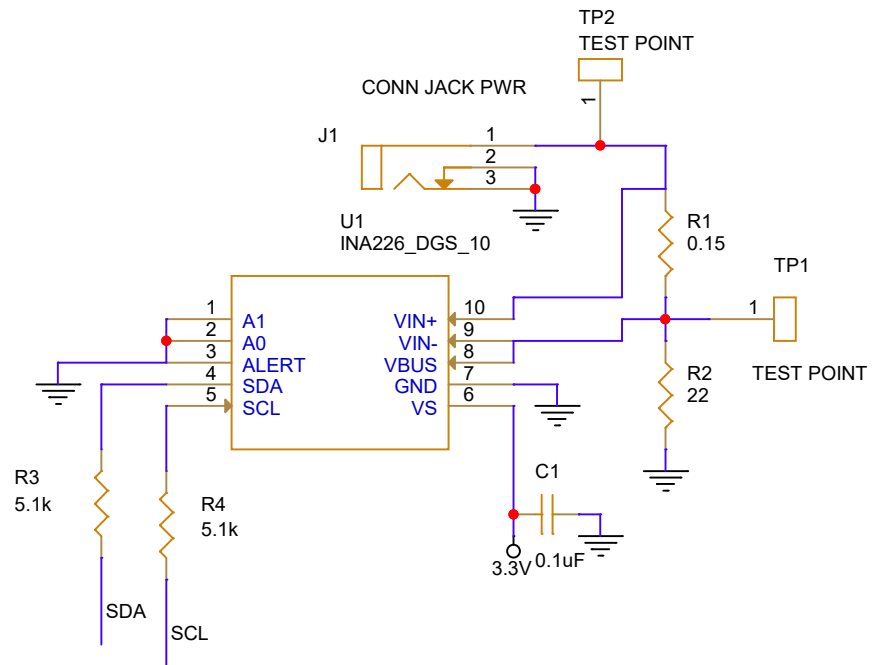 TP2
TEST POINT
1
CONN JACK PWR
J1
1
2
3
U1
INA226_DGS_10
R1
0.15
TP1
1
TEST POINT
1
2
3
4
5
A1
A0
ALERT
SDA
SCL
VIN+
VIN-
VBUS
GND
VS
10
9
8
7
6
R2
22
R3
5.1k
R4
5.1k
C1
0.1uF
3.3V
SDA
SCL